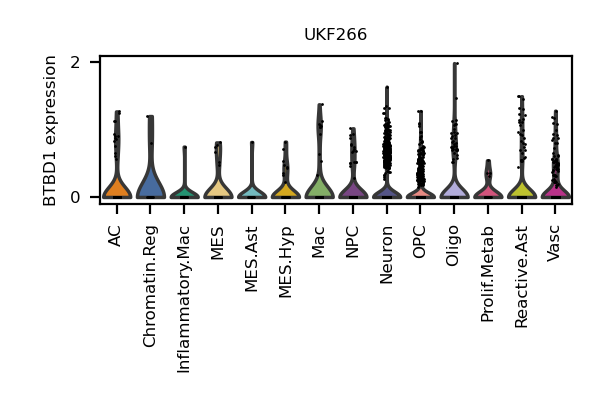 UKF266
BTBD1 expression
2
0
AC
Chromatin.Reg
Inflammatory.Mac
MES
MES.Ast
MES.Hyp
Mac
NPC
Neuron
OPC
Oligo
Prolif.Metab
Reactive.Ast
Vasc